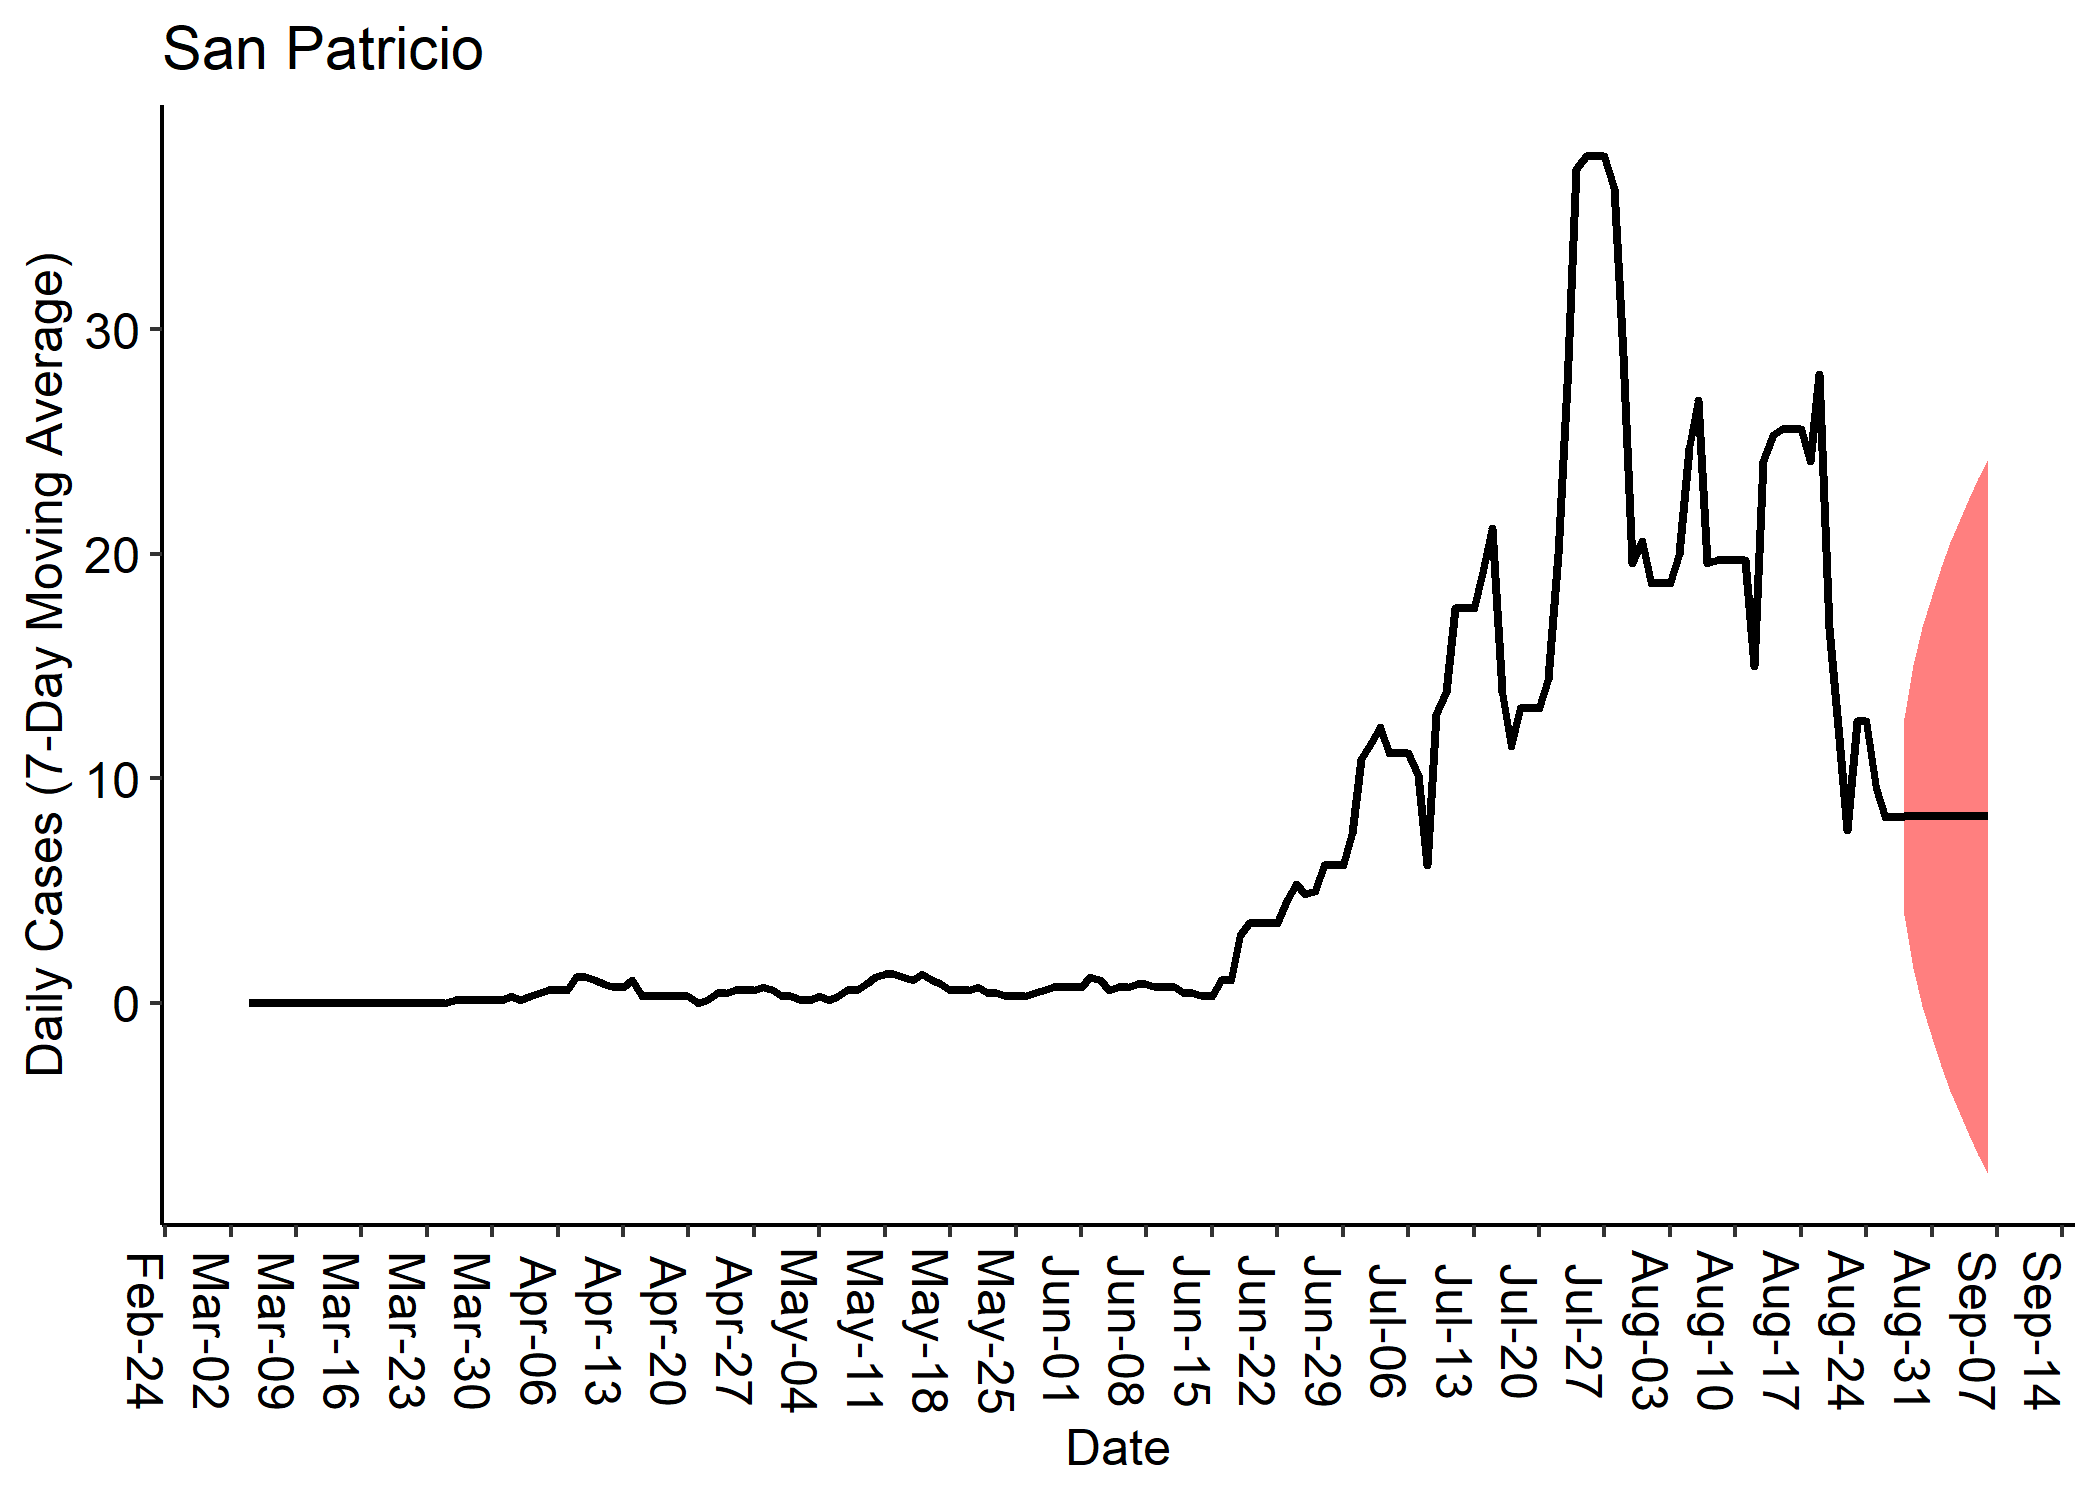 San Patricio
Daily Cases (7-Day Moving Average)
30
20
10
0
Feb-24
Mar-02
Mar-09
Mar-16
Mar-23
Mar-30
Apr-06
Apr-13
Apr-20
Apr-27
May-04
May-11
May-18
May-25
Jun-01
Jun-08
Jun-15
Jun-22
Jun-29
Jul-06
Jul-13
Jul-20
Jul-27
Aug-03
Aug-10
Aug-17
Aug-24
Aug-31
Sep-07
Sep-14
Date